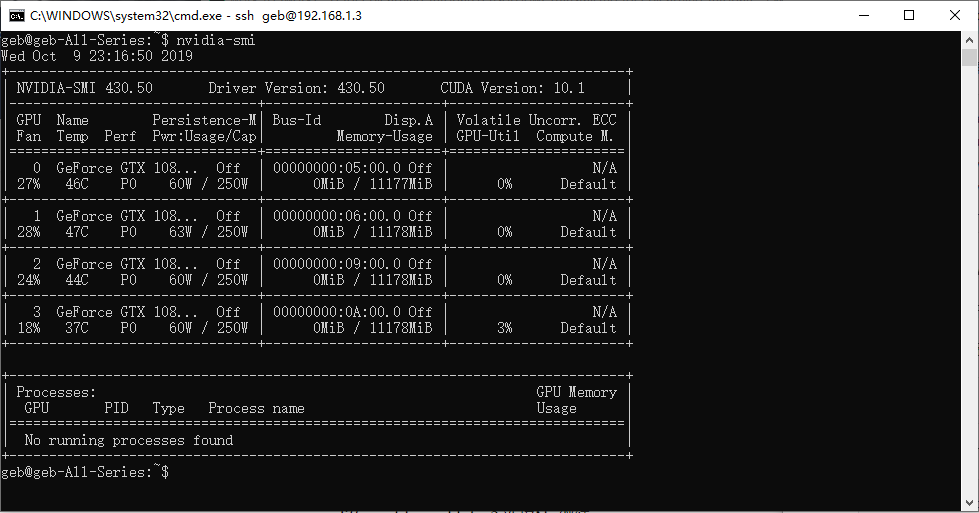 C:\WINDOWS\system32\cmd.exe - ssh  geb@192.168.1.3
geb@geb-All-Series:~$ nvidia-smi
Wed Oct  9 23:16:50 2019
+-----------------------------------------------------------------------------+
| NVIDIA-SMI 430.50       Driver Version: 430.50       CUDA Version: 10.1     |
|-------------------------------+----------------------+----------------------+
| GPU  Name        Persistence-M| Bus-Id        Disp.A | Volatile Uncorr. ECC |
| Fan  Temp  Perf  Pwr:Usage/Cap|         Memory-Usage | GPU-Util  Compute M. |
|===============================+======================+======================|
|   0  GeForce GTX 108...  Off  | 00000000:05:00.0 Off |                  N/A |
| 27%   46C    P0    60W / 250W |      0MiB / 11177MiB |      0%      Default |
+-------------------------------+----------------------+----------------------+
|   1  GeForce GTX 108...  Off  | 00000000:06:00.0 Off |                  N/A |
| 28%   47C    P0    63W / 250W |      0MiB / 11178MiB |      0%      Default |
+-------------------------------+----------------------+----------------------+
|   2  GeForce GTX 108...  Off  | 00000000:09:00.0 Off |                  N/A |
| 24%   44C    P0    60W / 250W |      0MiB / 11178MiB |      0%      Default |
+-------------------------------+----------------------+----------------------+
|   3  GeForce GTX 108...  Off  | 00000000:0A:00.0 Off |                  N/A |
| 18%   37C    P0    60W / 250W |      0MiB / 11178MiB |      3%      Default |
+-------------------------------+----------------------+----------------------+
+-----------------------------------------------------------------------------+
| Processes:                                                       GPU Memory |
|  GPU       PID   Type   Process name                             Usage      |
|=============================================================================|
|  No running processes found                                                 |
+-----------------------------------------------------------------------------+
geb@geb-All-Series:~$